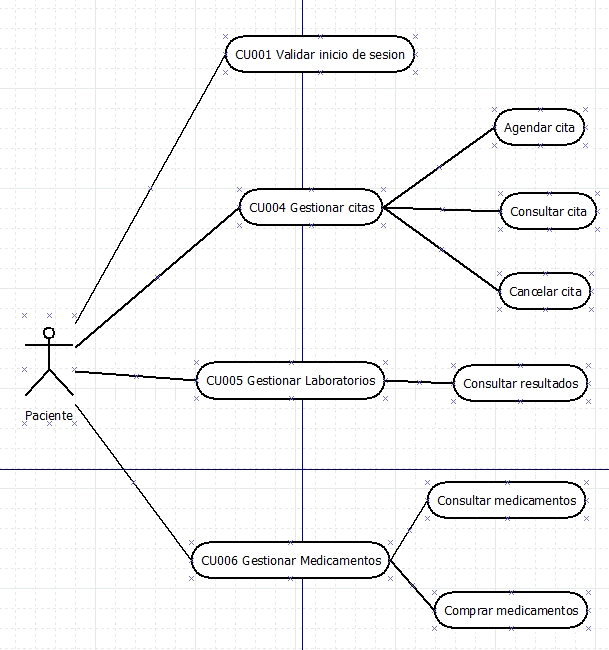 CU001 Validar inicio de sesion
Agendar cita
CU004 Gestionar citas
Consultar cita
Cancelar cita
CU005 Gestionar Laboratorios
Consultar resultados
Paciente
Consultar medicamentos
CU006 Gestionar Medicamentos
Comprar medicamentos